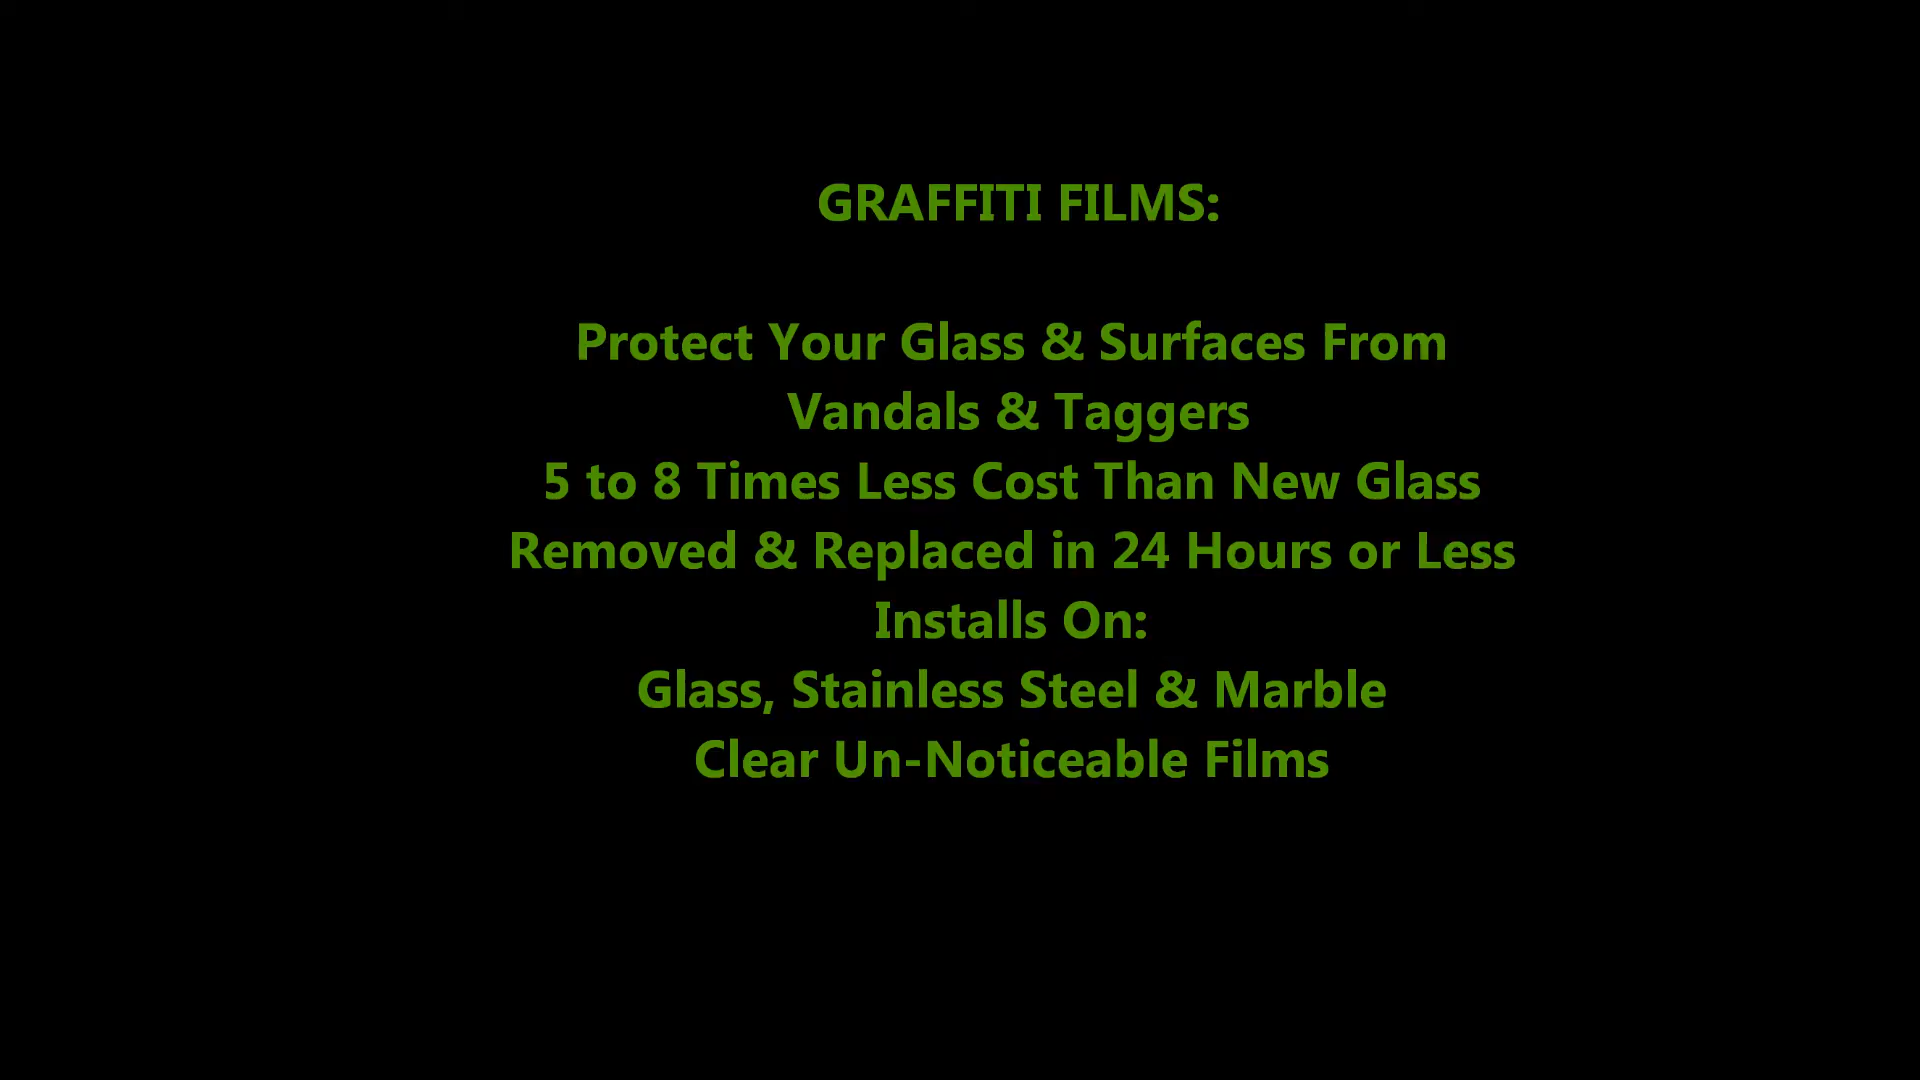 GRAFFITI FILMS:
Protect Your Glass & Surfaces From
Vandals & Taggers
5 to 8 Times Less Cost Than New Glass
Removed & Replaced in 24 Hours or Less
Installs On:
Glass, Stainless Steel & Marble
Clear Un-Noticeable Films